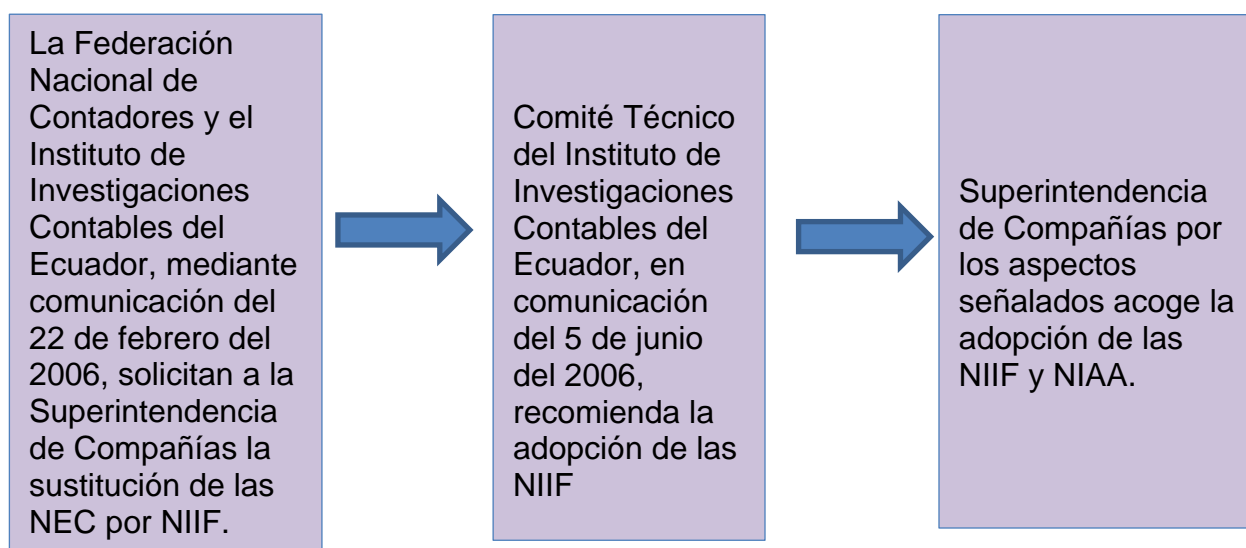 La Federación
Nacional de
Contadores y el
Instituto de
Investigaciones
Contables del
Ecuador, mediante
comunicación del
22 de febrero del
2006, solicitan a la
Superintendencia
de Compañías la
sustitución de las
NEC por NIIF.
Comité Técnico
del Instituto de
Investigaciones
Contables del
Ecuador, en
comunicación
del 5 de junio
del 2006,
recomienda la
adopción de las
NIIF
Superintendencia
de Compañías por
los aspectos
señalados acoge la
adopción de las
NIIF y NIAA.